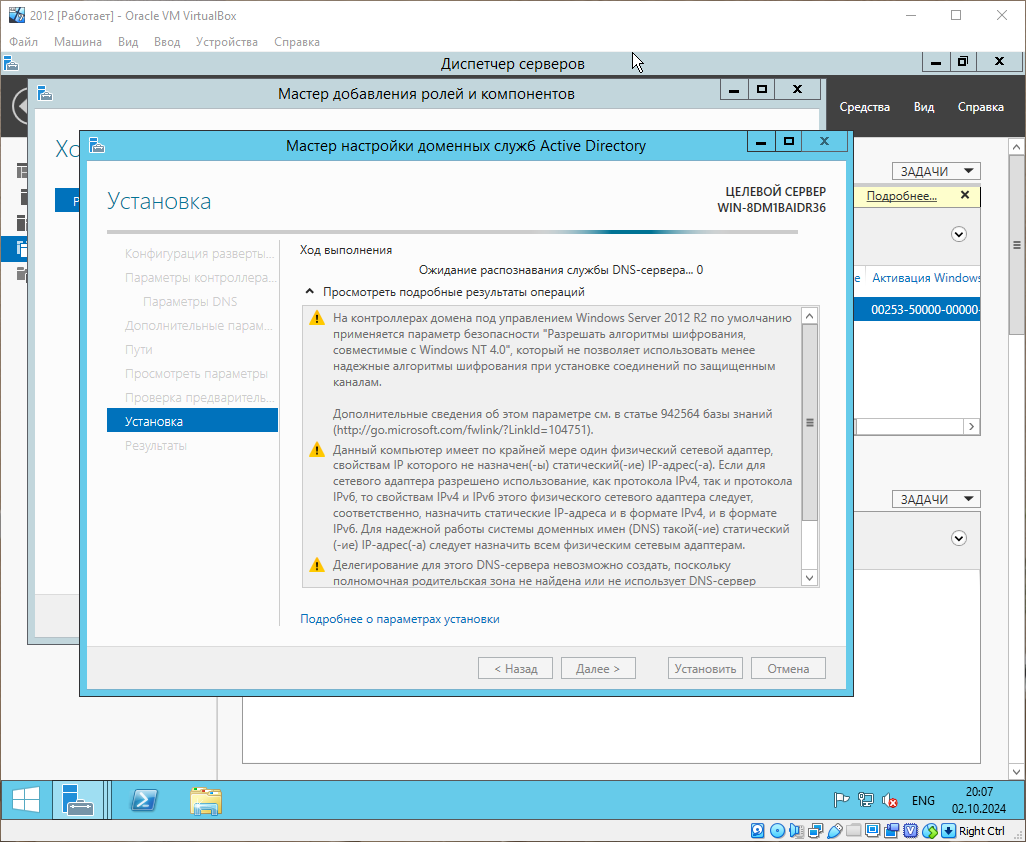 2012 [Работает] - Oracle VM VirtualBox
Файл Машина Вид Ввод Устройства Справка
Диспетчер серверов
Мастер добавления ролей и компонентов
Средства Вид Справка
Мастер настройки доменных служб Active Directory
ЗАДАЧИ
Подробнее...
Установка
ЦЕЛЕВОЙ СЕРВЕР
WIN-8DM1BAIDR36
Конфигурация разверты...
Параметры контроллера...
Параметры DNS
Дополнительные парам...
Пути
Просмотреть параметры
Проверка предваритель...
Установка
Результаты
Ход выполнения
Ожидание распознавания службы DNS-сервера... 0
Просмотреть подробные результаты операций
На контроллерах домена под управлением Windows Server 2012 R2 по умолчанию
применяется параметр безопасности "Разрешать алгоритмы шифрования,
совместимые с Windows NT 4.0", который не позволяет использовать менее
надежные алгоритмы шифрования при установке соединений по защищенным
каналам.
Дополнительные сведения об этом параметре см. в статье 942564 базы знаний
(http://go.microsoft.com/fwlink/?LinkId=104751).
Данный компьютер имеет по крайней мере один физический сетевой адаптер,
свойствам IP которого не назначен(-ы) статический(-ие) IP-адрес(-а). Если для
сетевого адаптера разрешено использование, как протокола IPv4, так и протокола
IPv6, то свойствам IPv4 и IPv6 этого физического сетевого адаптера следует,
соответственно, назначить статические IP-адреса и в формате IPv4, и в формате
IPv6. Для надежной работы системы доменных имен (DNS) такой(-ие) статический
(-ие) IP-адрес(-а) следует назначить всем физическим сетевым адаптерам.
Делегирование для этого DNS-сервера невозможно создать, поскольку
полномочная родительская зона не найдена или не использует DNS-сервер
Подробнее о параметрах установки
< Назад Далее > Установить Отмена
Активация Windows
00253-50000-00000-
ЗАДАЧИ
ENG
20:07
02.10.2024
Right Ctrl